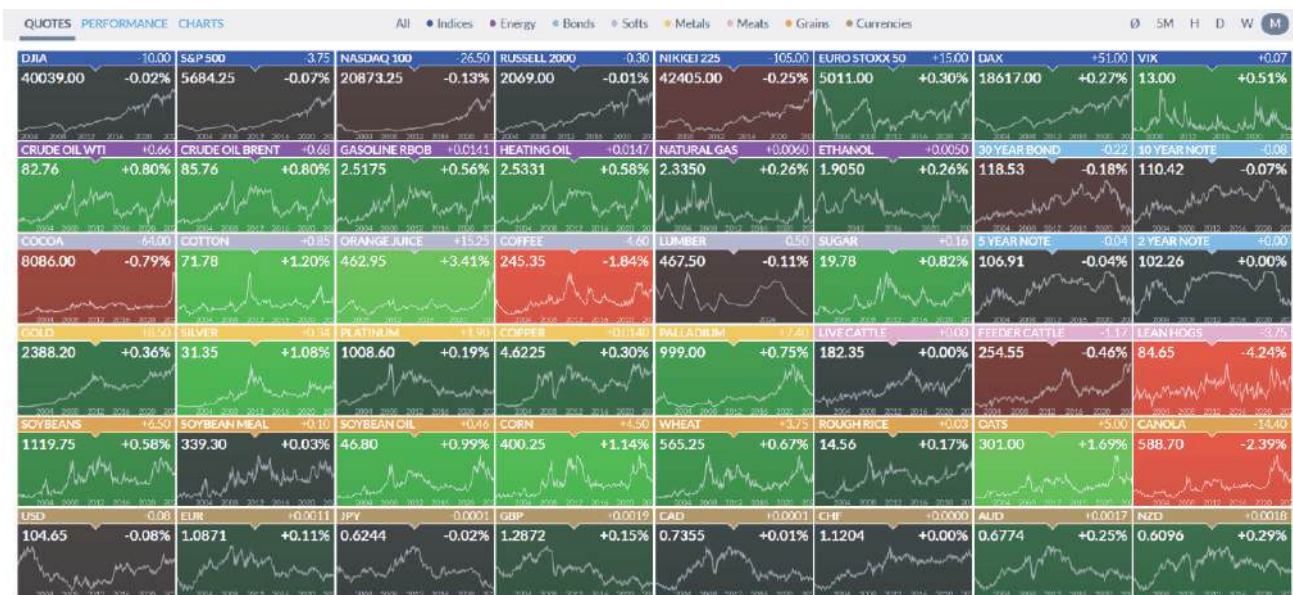 QUOTES PERFORMANCE CHARTS All Indices Energy Bonds Softs Metals Meats Grains Currencies Ø 5M H D W M
DJIA -10.00 S&P 500 -3.75 NASDAQ 100 -26.50 RUSSELL 2000 -0.30 NIKKEI 225 -105.00 EURO STOXX 50 +15.00 DAX +51.00 VIX +0.07
40039.00 -0.02% 5684.25 -0.07% 20873.25 -0.13% 2069.00 -0.01% 42405.00 -0.25% 5011.00 +0.30% 18617.00 +0.27% 13.00 +0.51%
CRUDE OIL WTI +0.66 CRUDE OIL BRENT +0.68 GASOLINE RBOB +0.0141 HEATING OIL +0.0147 NATURAL GAS +0.0060 ETHANOL +0.0050 30 YEAR BOND -0.22 10 YEAR NOTE -0.08
82.76 +0.80% 85.76 +0.80% 2.5175 +0.56% 2.5331 +0.58% 2.3350 +0.26% 1.9050 +0.26% 118.53 -0.18% 110.42 -0.07%
COCOA -64.00 COTTON +0.85 ORANGE JUICE +15.25 COFFEE -4.60 LUMBER -0.50 SUGAR +0.16 5 YEAR NOTE -0.04 2 YEAR NOTE +0.00
8086.00 -0.79% 71.78 +1.20% 462.95 +3.41% 245.35 -1.84% 467.50 -0.11% 19.78 +0.82% 106.91 -0.04% 102.26 +0.00%
GOLD +8.50 SILVER +0.34 PLATINUM +1.90 COPPER +0.0140 PALLADIUM +7.40 LIVE CATTLE +0.00 FEEDER CATTLE -1.17 LEAN HOGS -3.75
2388.20 +0.36% 31.35 +1.08% 1008.60 +0.19% 4.6225 +0.30% 999.00 +0.75% 182.35 +0.00% 254.55 -0.46% 84.65 -4.24%
SOYBEANS +6.50 SOYBEAN MEAL +0.10 SOYBEAN OIL +0.46 CORN +4.50 WHEAT +3.75 ROUGH RICE +0.03 OATS +5.00 CANOLA -14.40
1119.75 +0.58% 339.30 +0.03% 46.80 +0.99% 400.25 +1.14% 565.25 +0.67% 14.56 +0.17% 301.00 +1.69% 588.70 -2.39%
USD -0.08 EUR +0.0011 JPY -0.0001 GBP +0.0019 CAD +0.0001 CHF +0.0000 AUD +0.0017 NZD +0.0018
104.65 -0.08% 1.0871 +0.11% 0.6244 -0.02% 1.2872 +0.15% 0.7355 +0.01% 1.1204 +0.00% 0.6774 +0.25% 0.6096 +0.29%